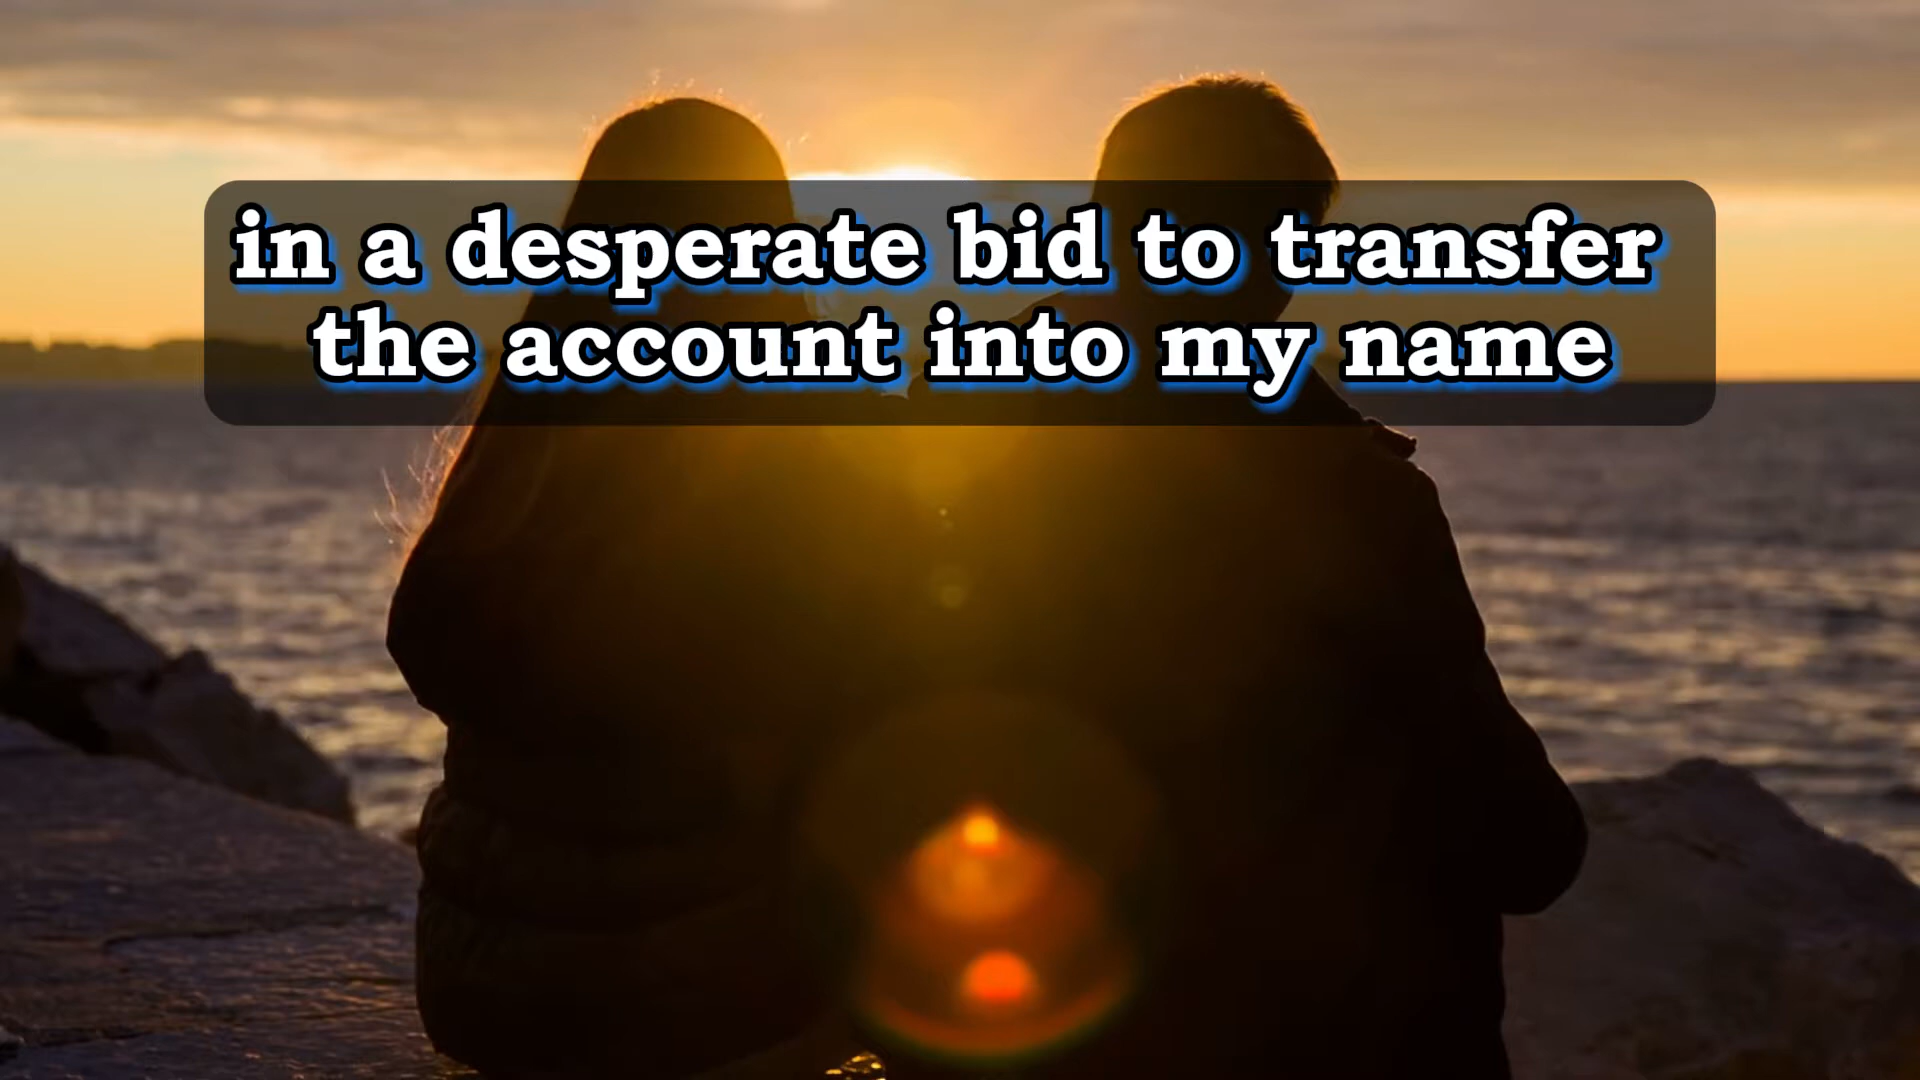 in a desperate bid to transfer
the account into my name